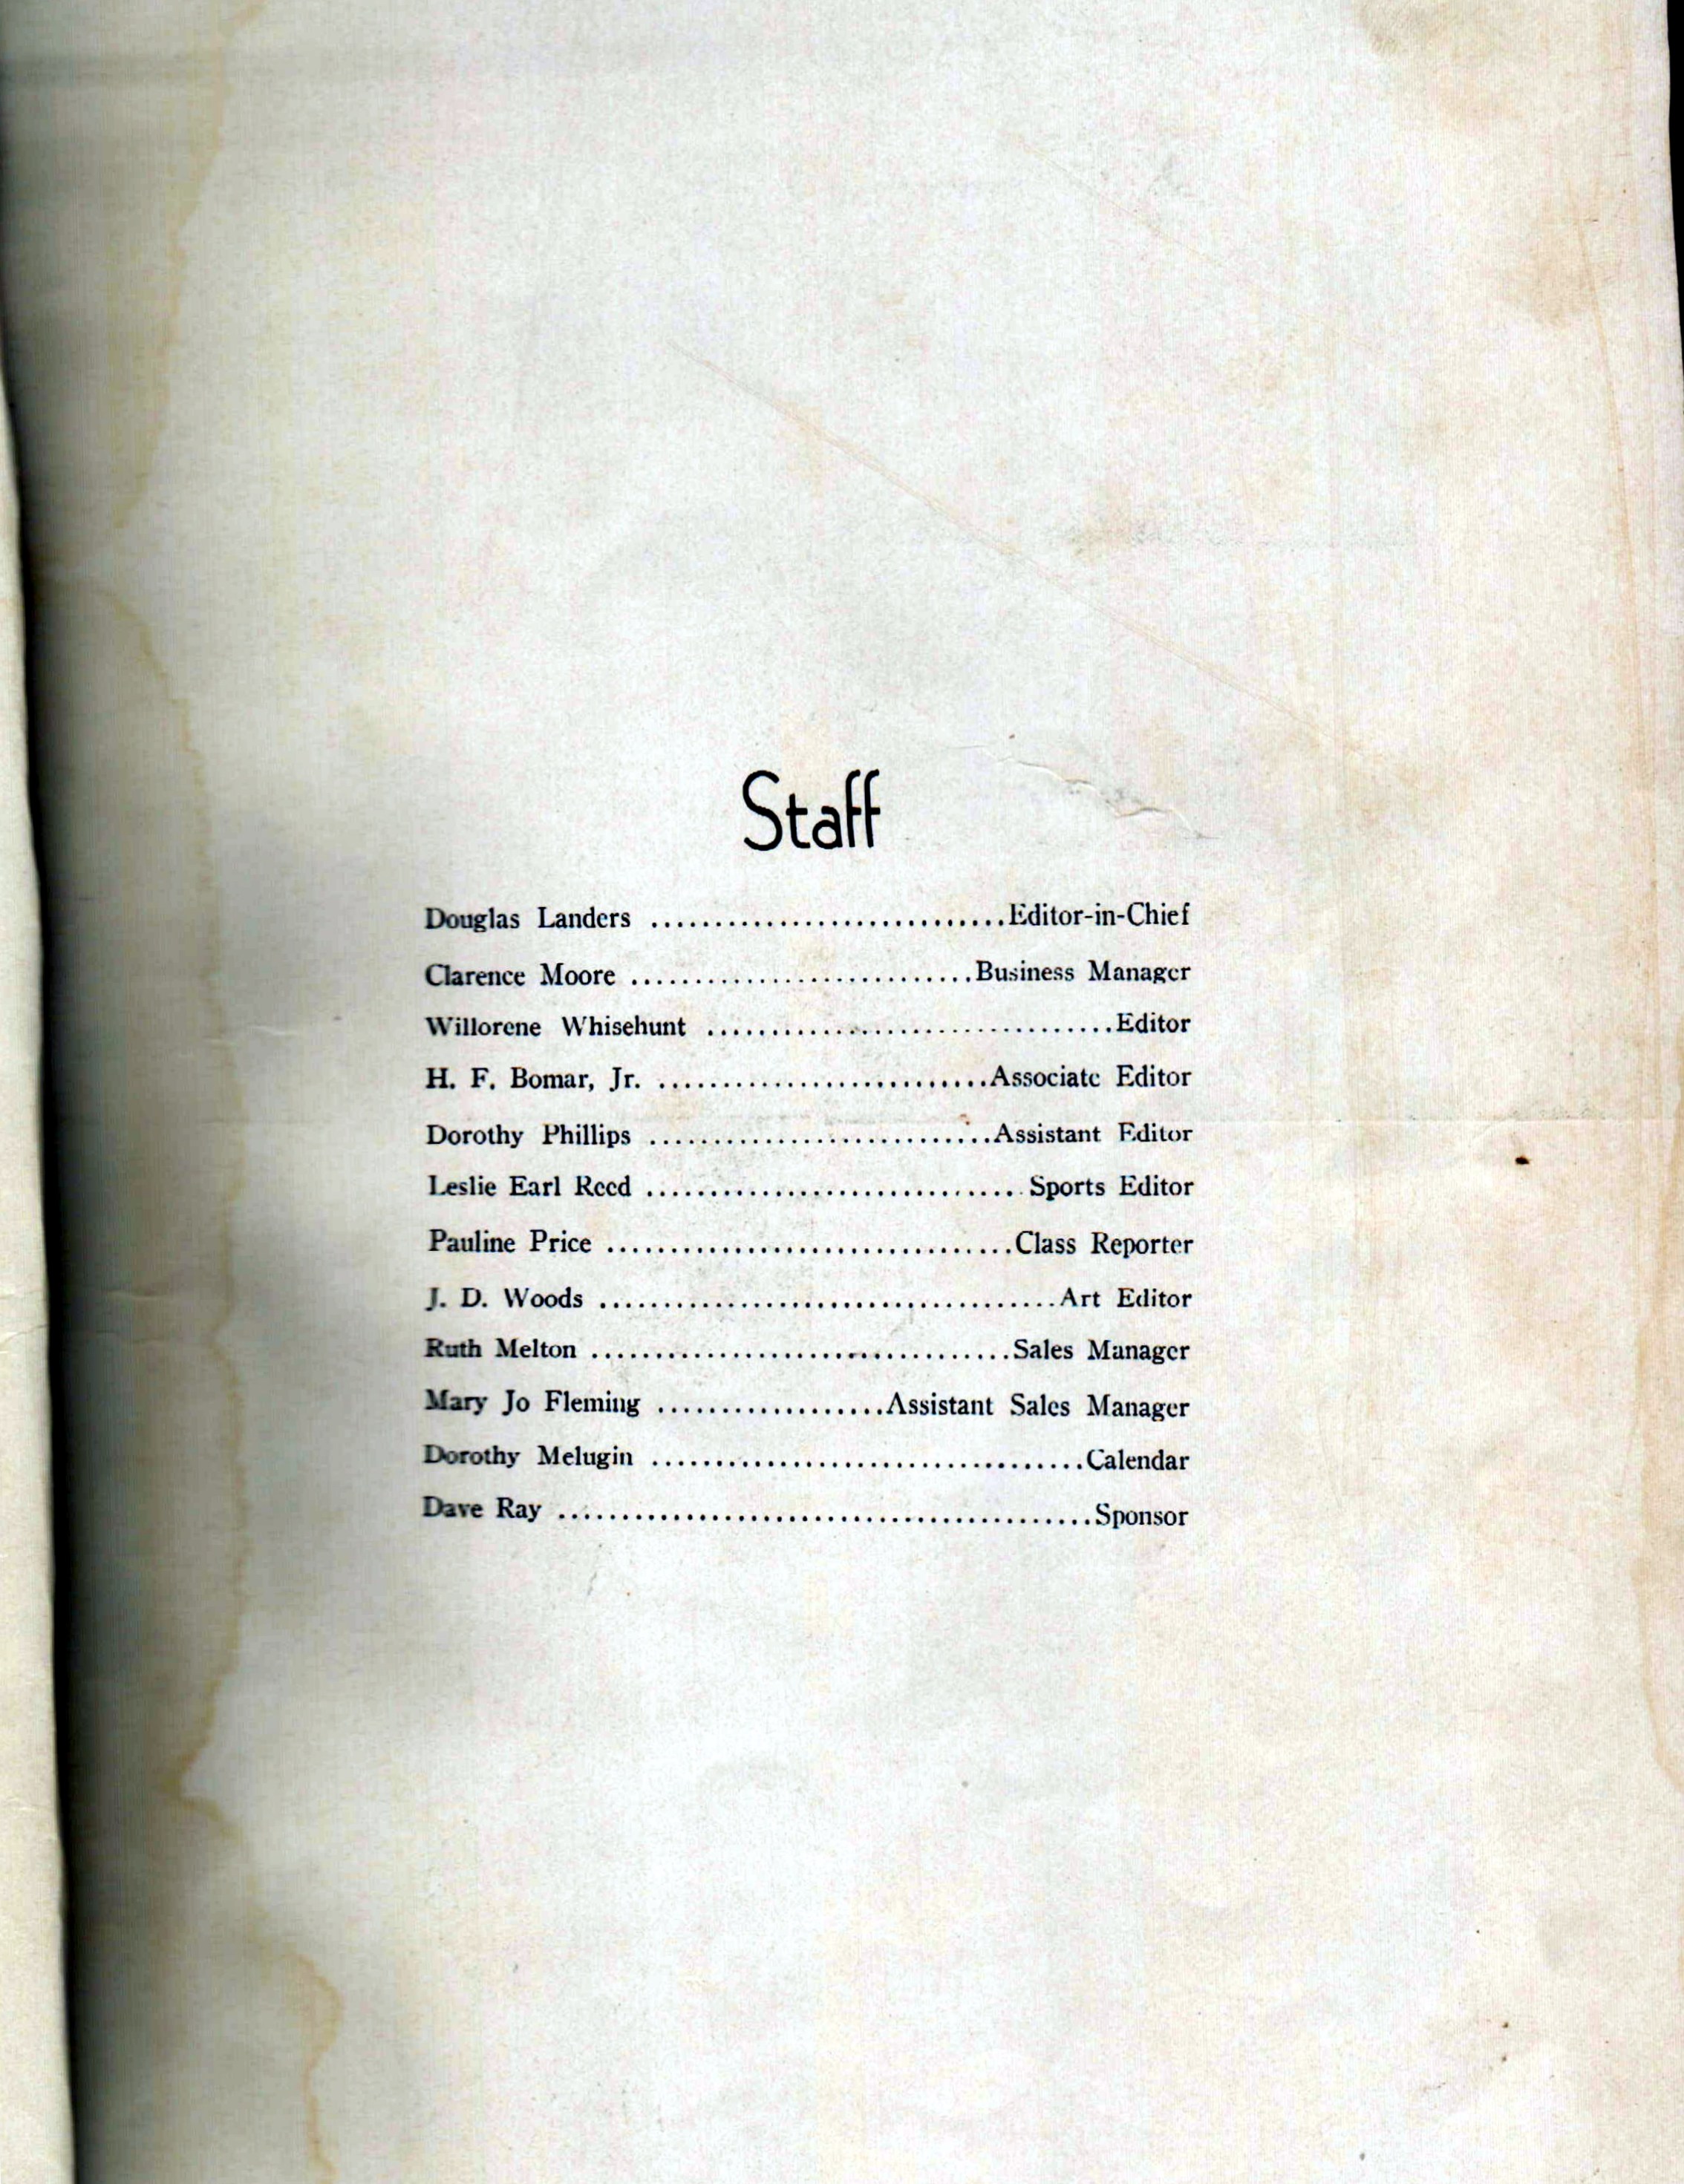 Staff
Douglas Landers ............................Editor-in-Chief
Clarence Moore ...........................Business Manager
Willorene Whisehunt ................................Editor
H. F. Bomar, Jr. ..........................Associate Editor
Dorothy Phillips ...........................Assistant Editor
Leslie Earl Reed ..............................Sports Editor
Pauline Price ................................Class Reporter
J. D. Woods ....................................Art Editor
Ruth Melton .................................Sales Manager
Mary Jo Fleming ..................Assistant Sales Manager
Dorothy Melugin ..................................Calendar
Dave Ray ..........................................Sponsor